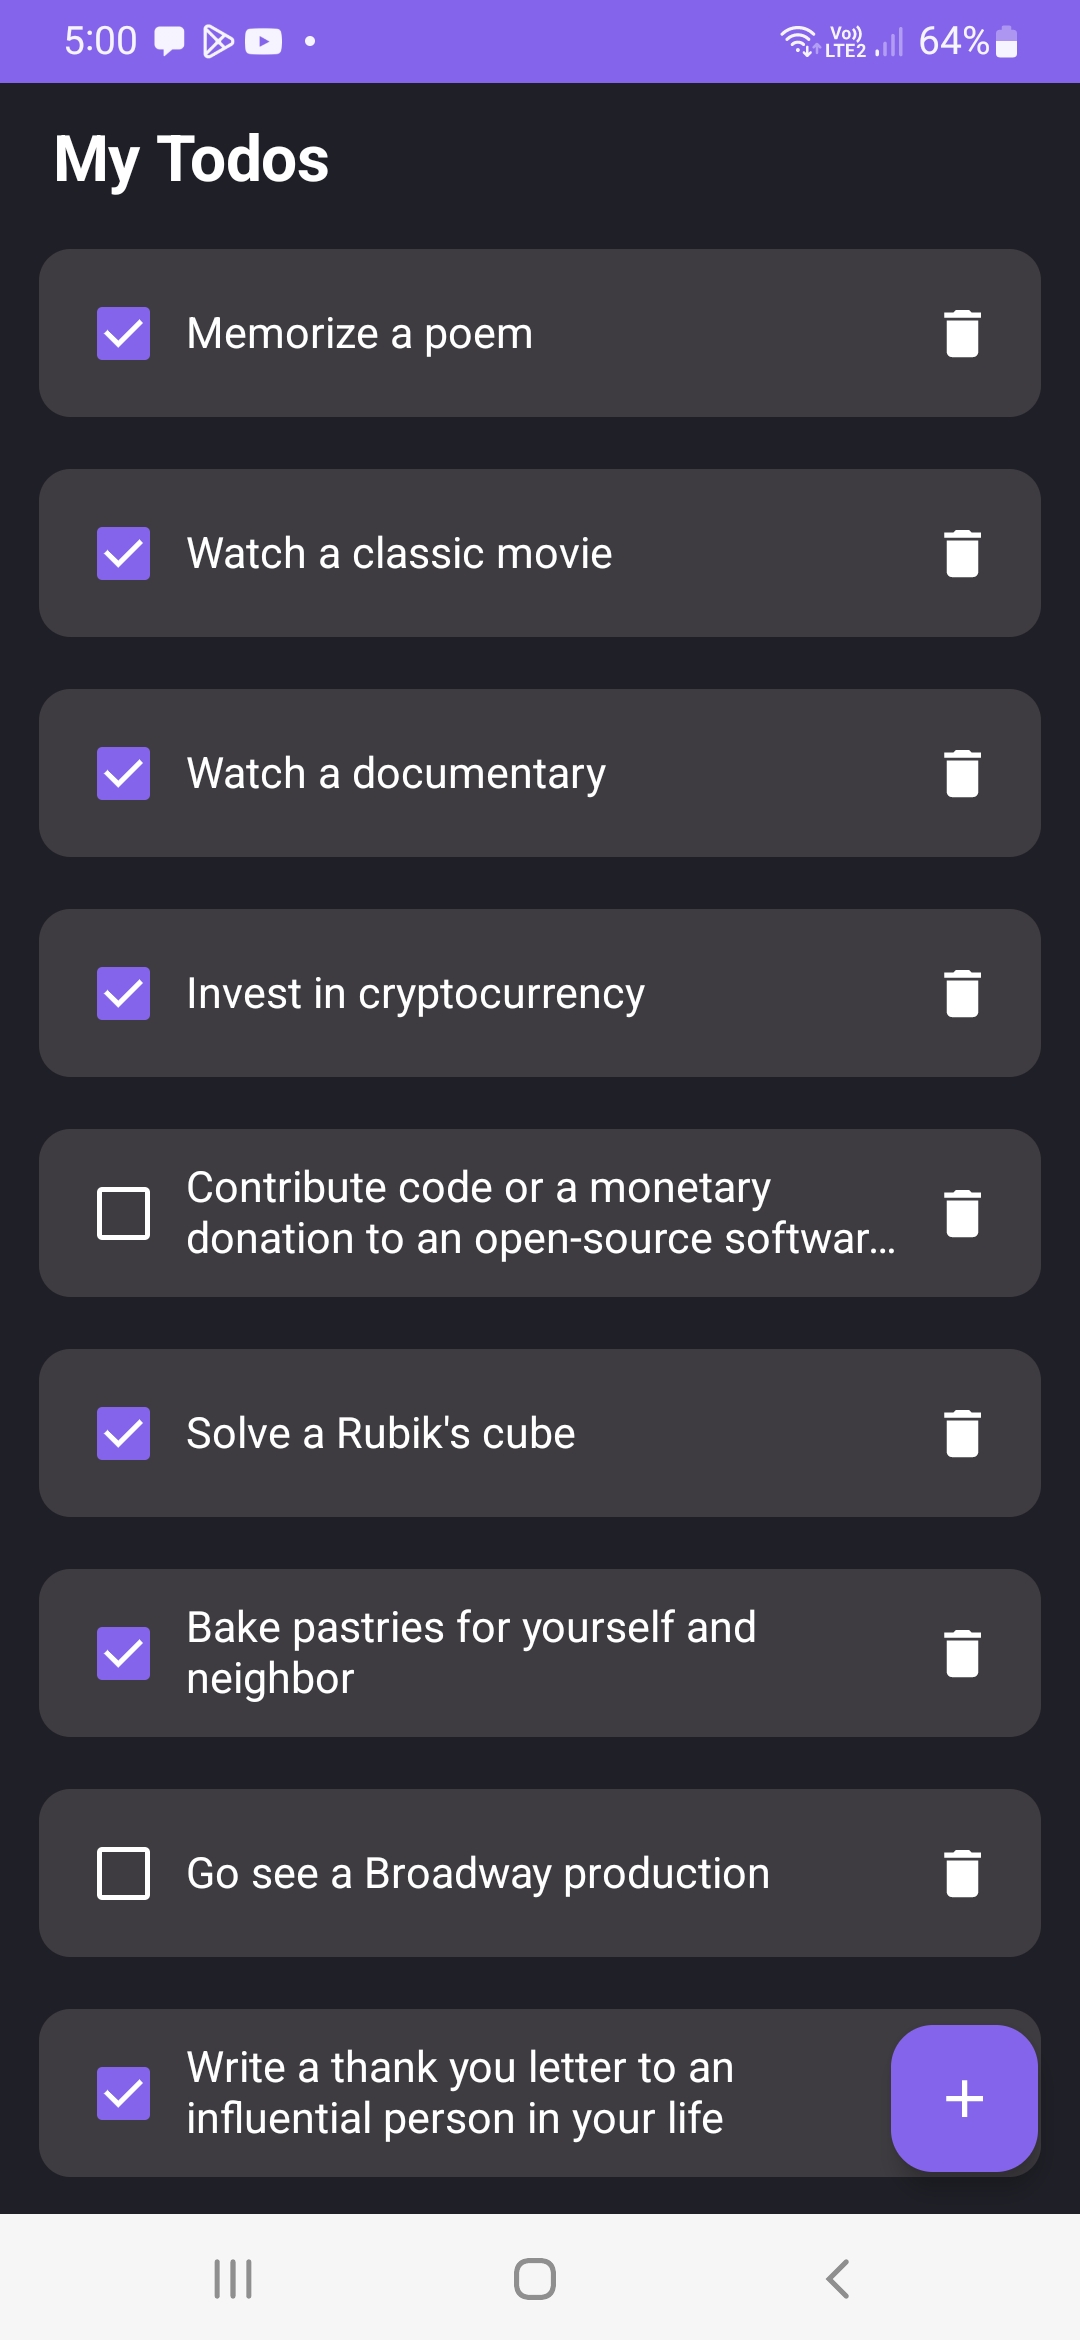 5:00
Vo))
LTE2
64%
My Todos
Memorize a poem
Watch a classic movie
Watch a documentary
Invest in cryptocurrency
Contribute code or a monetary
donation to an open-source softwar...
Solve a Rubik's cube
Bake pastries for yourself and
neighbor
Go see a Broadway production
Write a thank you letter to an
influential person in your life